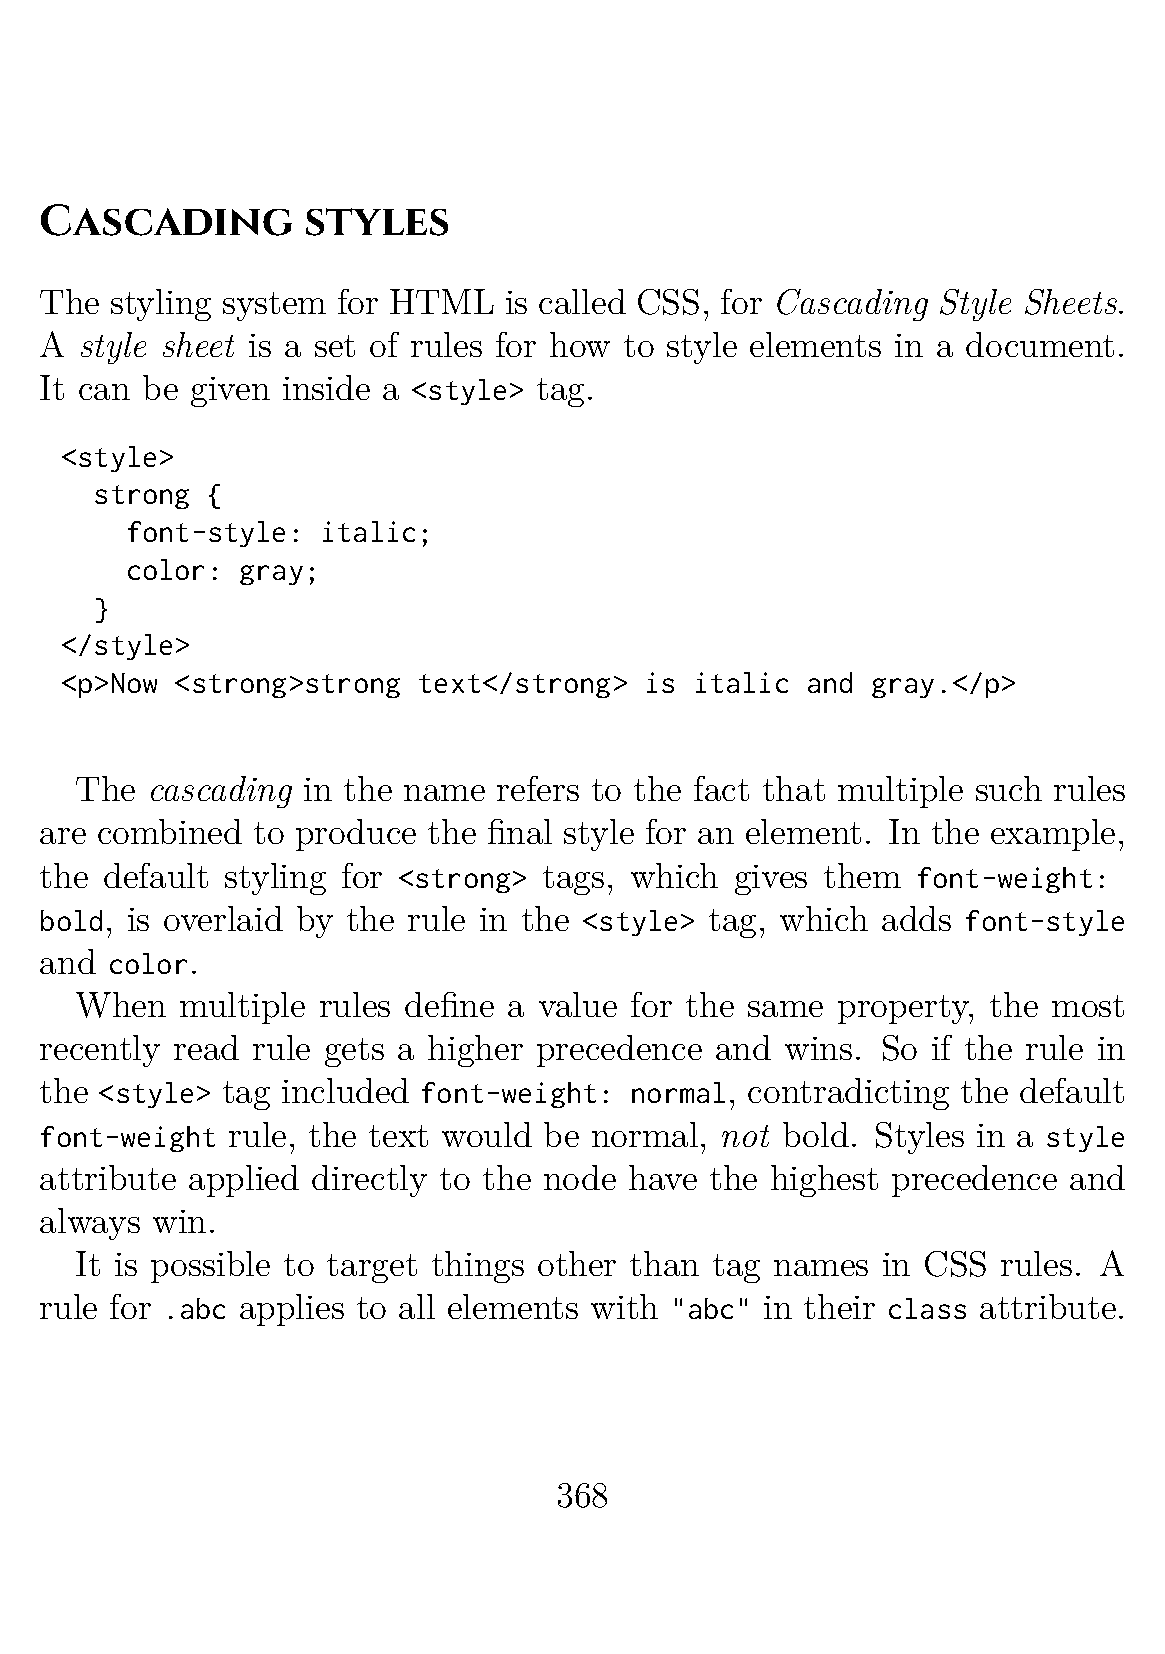 Cascading styles
The styling system for HTML is called CSS, for Cascading Style Sheets.
A style sheet is a set of rules for how to style elements in a document.
It can be given inside a <style> tag.
<style>
  strong {
    font-style: italic;
    color: gray;
  }
</style>
<p>Now <strong>strong text</strong> is italic and gray.</p>
The cascading in the name refers to the fact that multiple such rules
are combined to produce the final style for an element. In the example,
the default styling for <strong> tags, which gives them font-weight:
bold, is overlaid by the rule in the <style> tag, which adds font-style
and color.
When multiple rules define a value for the same property, the most
recently read rule gets a higher precedence and wins. So if the rule in
the <style> tag included font-weight: normal, contradicting the default
font-weight rule, the text would be normal, not bold. Styles in a style
attribute applied directly to the node have the highest precedence and
always win.
It is possible to target things other than tag names in CSS rules. A
rule for .abc applies to all elements with "abc" in their class attribute.
368